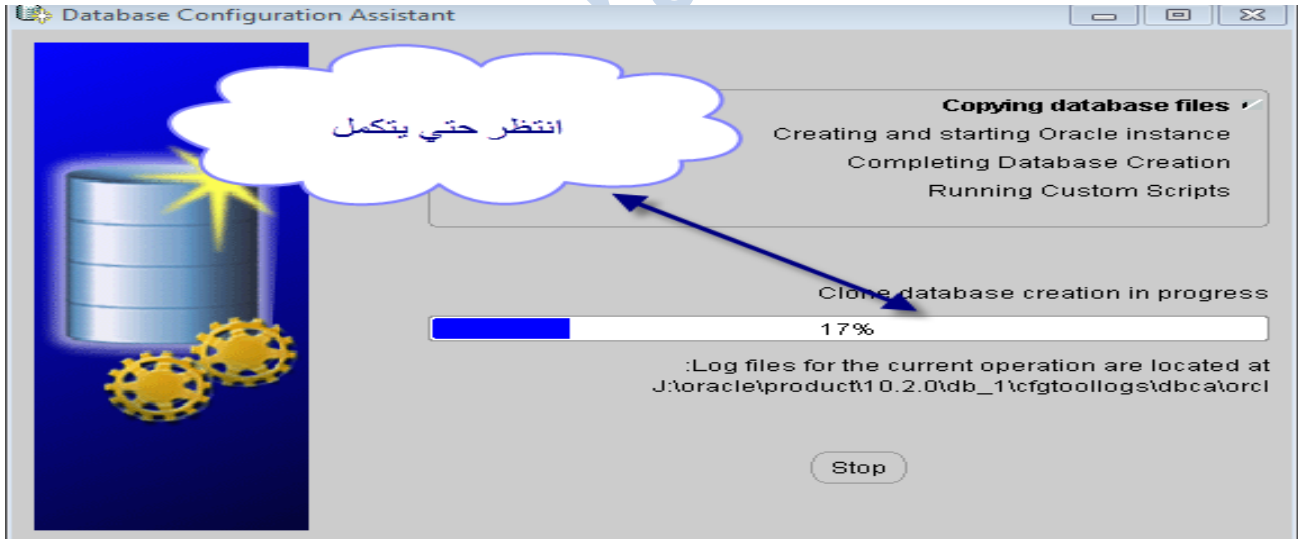 Database Configuration Assistant
انتظر حتي يتكمل
Copying database files
Creating and starting Oracle instance
Completing Database Creation
Running Custom Scripts
Clone database creation in progress
17%
:Log files for the current operation are located at
J:\oracle\product\10.2.0\db_1\cfgtoollogs\dbca\orcl
Stop